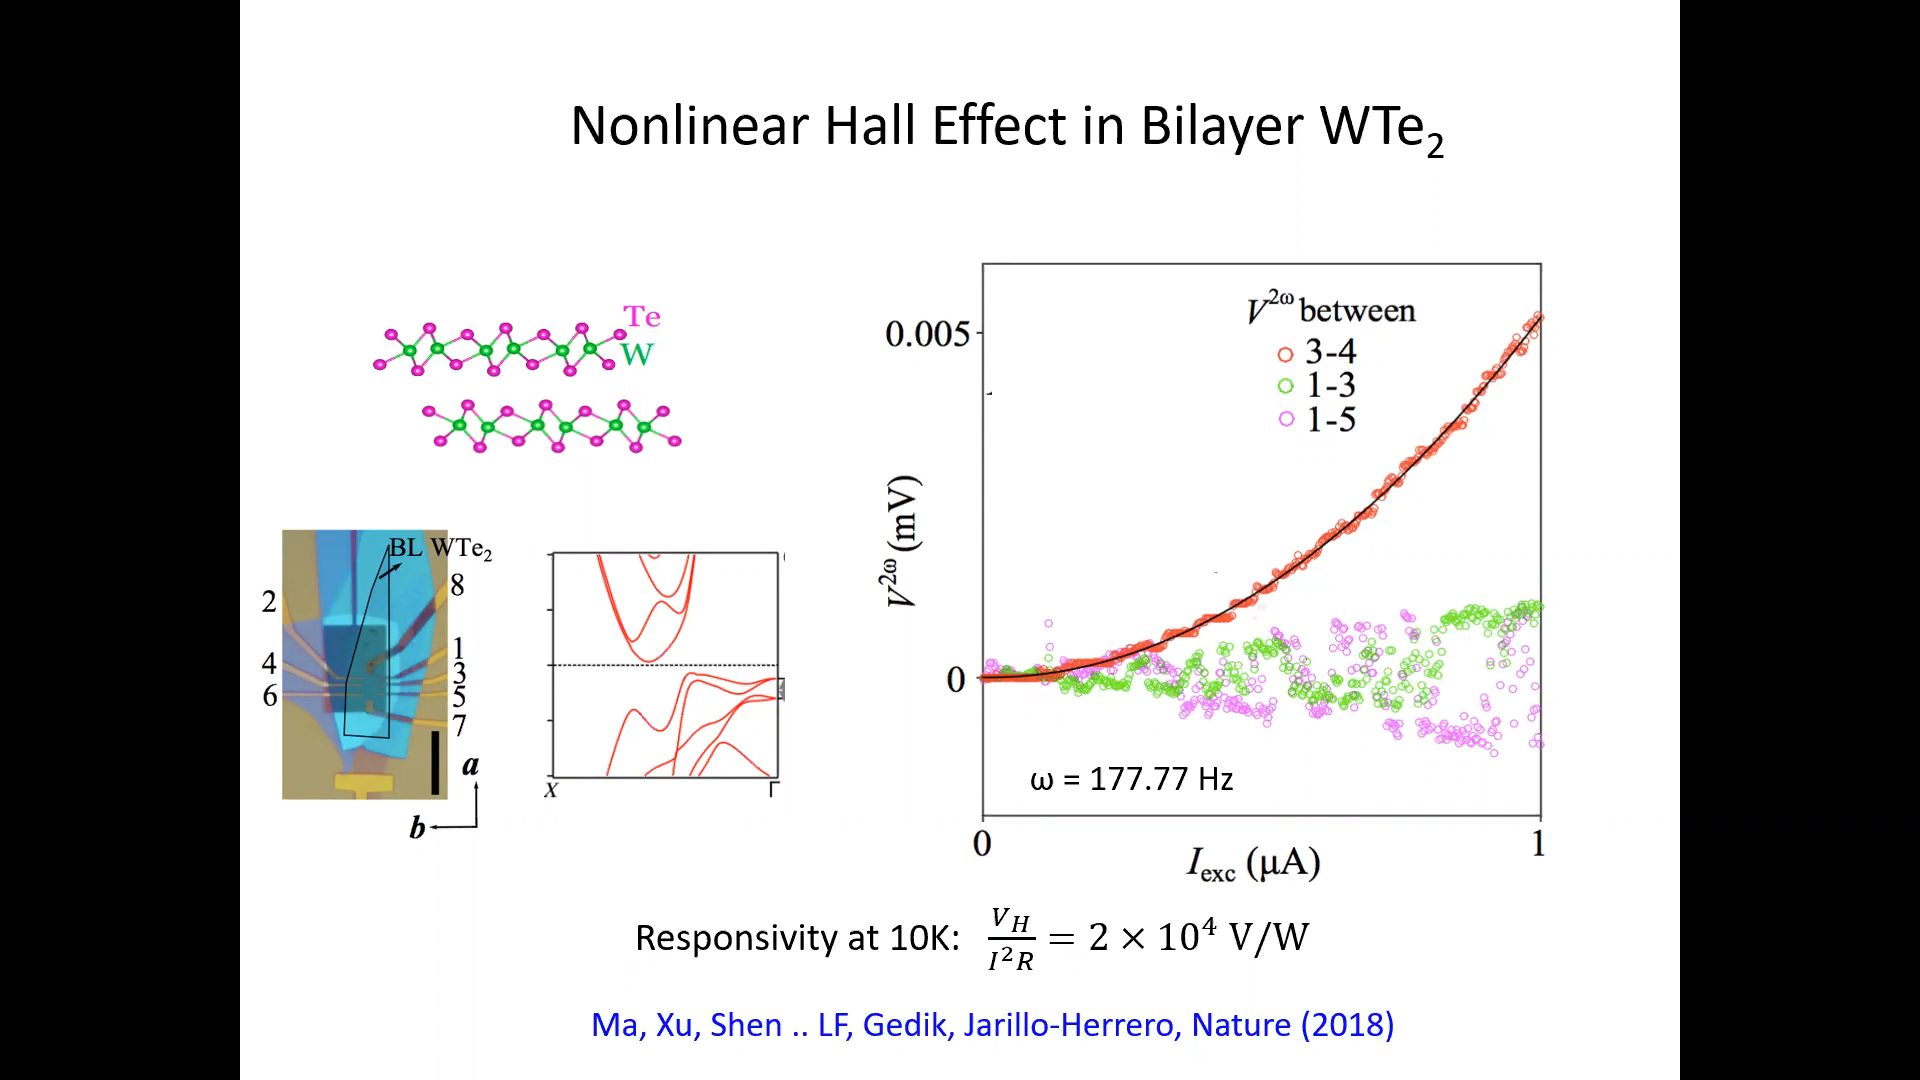 Nonlinear Hall Effect in Bilayer WTe₂
Te
W
BL WTe₂
2
4
6
8
1
3
5
7
a
b
X
Γ
V²ω between
3-4
1-3
1-5
0.005
0
V²ω (mV)
ω = 177.77 Hz
0
1
I_exc (μA)
Responsivity at 10K: V_H / I²R = 2 × 10⁴ V/W
Ma, Xu, Shen .. LF, Gedik, Jarillo-Herrero, Nature (2018)